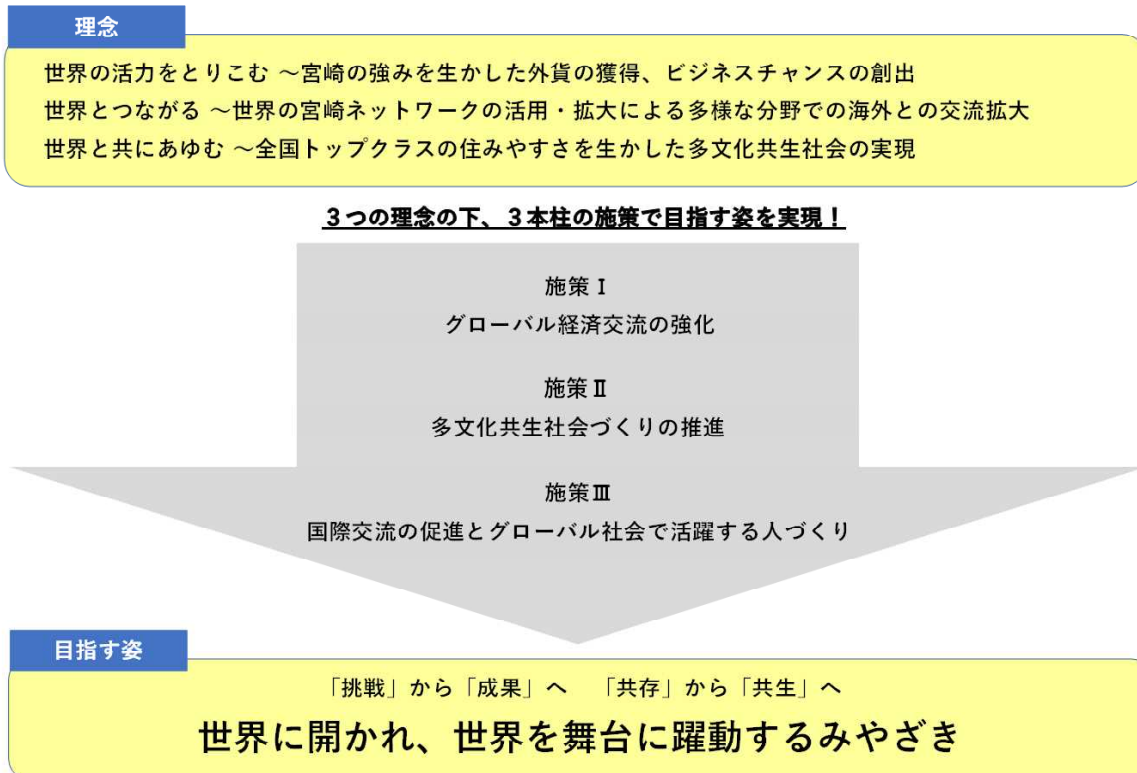 理念
世界の活力をとりこむ ～宮崎の強みを生かした外貨の獲得、ビジネスチャンスの創出
世界とつながる ～世界の宮崎ネットワークの活用・拡大による多様な分野での海外との交流拡大
世界と共にあゆむ ～全国トップクラスの住みやすさを生かした多文化共生社会の実現
３つの理念の下、３本柱の施策で目指す姿を実現！
施策Ⅰ
グローバル経済交流の強化
施策Ⅱ
多文化共生社会づくりの推進
施策Ⅲ
国際交流の促進とグローバル社会で活躍する人づくり
目指す姿
「挑戦」から「成果」へ 「共存」から「共生」へ
世界に開かれ、世界を舞台に躍動するみやざき